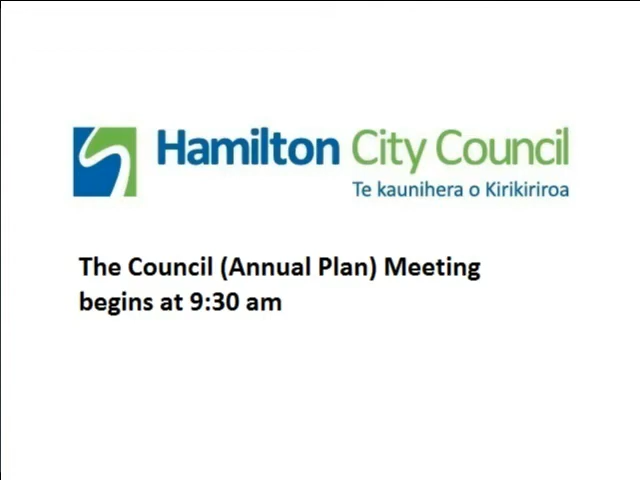 Hamilton City Council
Te kaunihera o Kirikiriroa
The Council (Annual Plan) Meeting
begins at 9:30 am